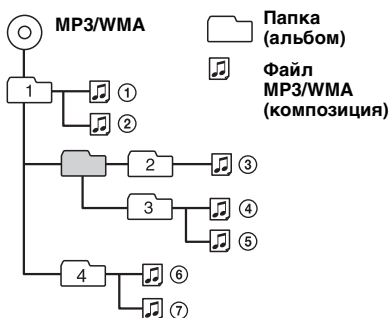 MP3/WMA
Папка
(альбом)
Файл
MP3/WMA
(композиция)
1
①
②
2
③
3
④
⑤
4
⑥
⑦